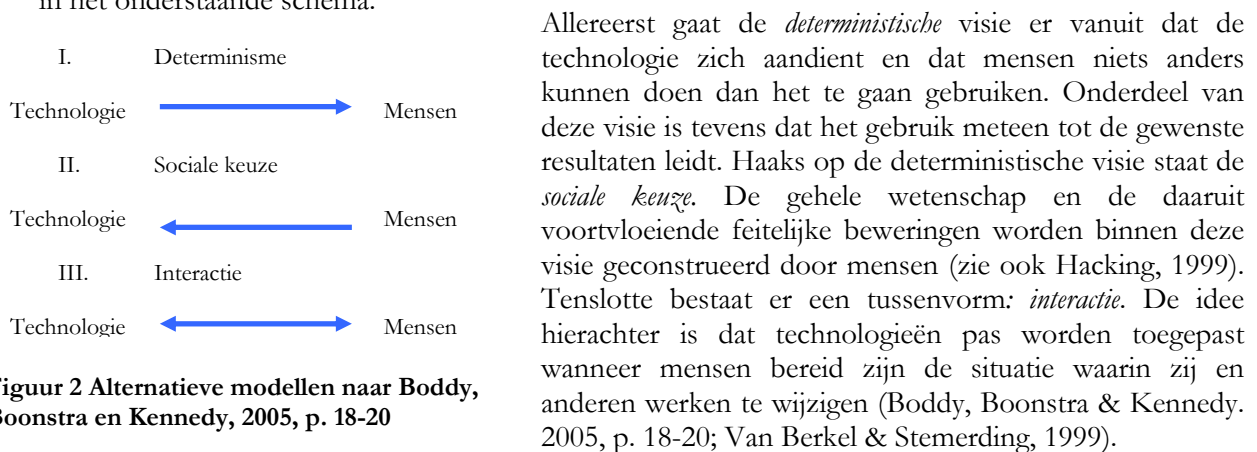 in het onderstaande schema.
I. Determinisme
Technologie Mensen
II. Sociale keuze
Technologie Mensen
III. Interactie
Technologie Mensen
Figuur 2 Alternatieve modellen naar Boddy,
Boonstra en Kennedy, 2005, p. 18-20
Allereerst gaat de deterministische visie er vanuit dat de
technologie zich aandient en dat mensen niets anders
kunnen doen dan het te gaan gebruiken. Onderdeel van
deze visie is tevens dat het gebruik meteen tot de gewenste
resultaten leidt. Haaks op de deterministische visie staat de
sociale keuze. De gehele wetenschap en de daaruit
voortvloeiende feitelijke beweringen worden binnen deze
visie geconstrueerd door mensen (zie ook Hacking, 1999).
Tenslotte bestaat er een tussenvorm: interactie. De idee
hierachter is dat technologieën pas worden toegepast
wanneer mensen bereid zijn de situatie waarin zij en
anderen werken te wijzigen (Boddy, Boonstra & Kennedy.
2005, p. 18-20; Van Berkel & Stemerding, 1999).